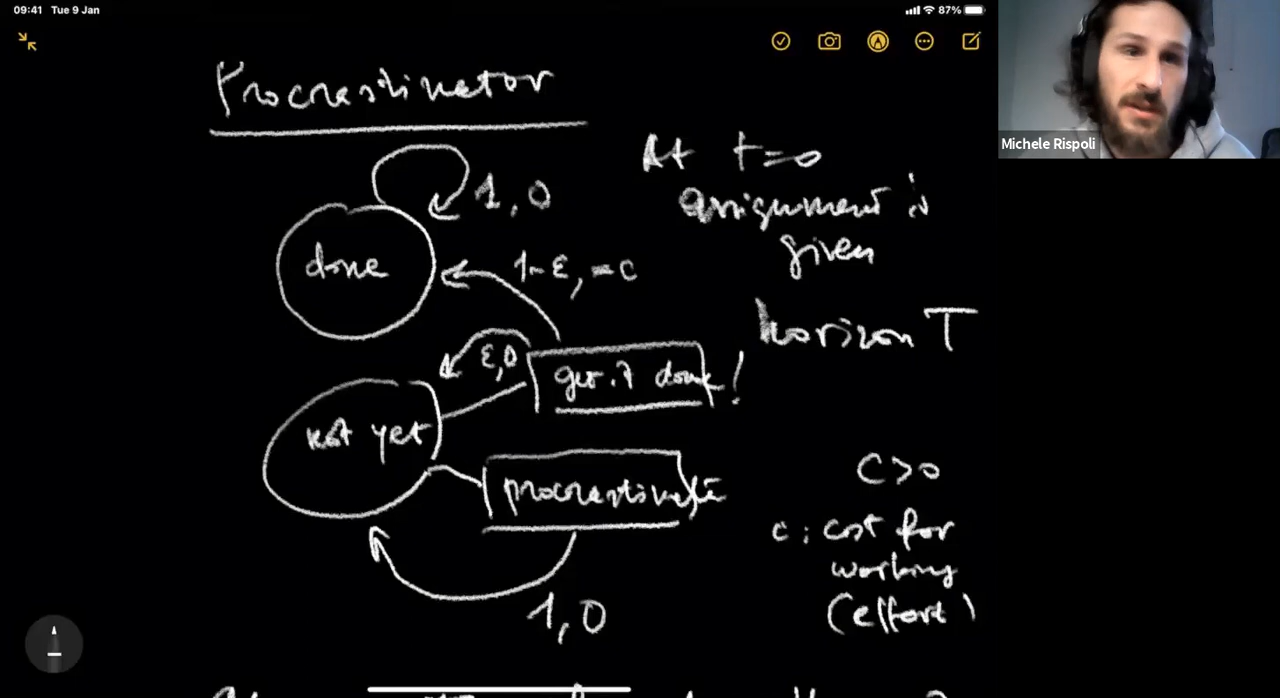 09:41 Tue 9 Jan
87%
Michele Rispoli
Procrastinator
At t=0
assignment is
given
1, 0
done
1-ε, -c
horizon T
ε, 0
get it done!
not yet
procrastinate
c>0
c: cost for
working
(effort)
1, 0